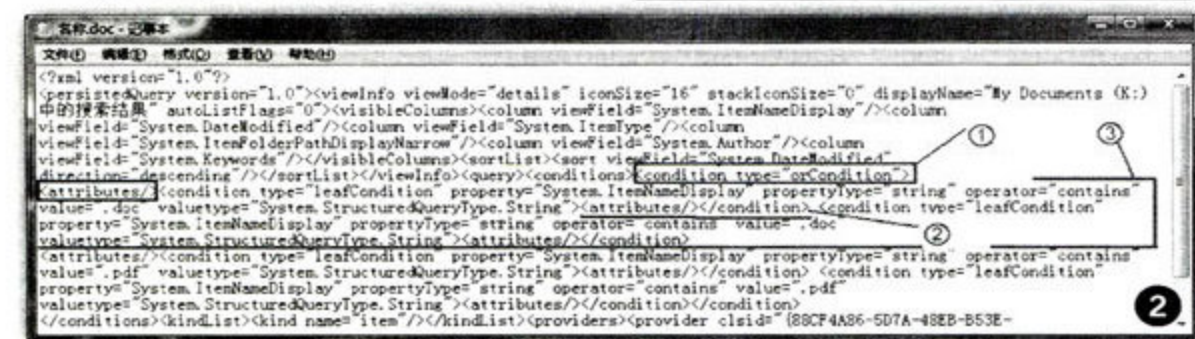 名称.doc - 记事本
文件(F) 编辑(E) 格式(O) 查看(V) 帮助(H)
<?xml version="1.0"?>
<persistedQuery version="1.0"><viewInfo viewMode="details" iconSize="16" stackIconSize="0" displayName="My Documents (K:)
中的搜索结果" autoListFlags="0"><visibleColumns><column viewField="System.ItemNameDisplay"/><column
viewField="System.DateModified"/><column viewField="System.ItemType"/><column
viewField="System.ItemFolderPathDisplayNarrow"/><column viewField="System.Author"/><column
viewField="System.Keywords"/></visibleColumns><sortList><sort viewField="System.DateModified"
direction="descending"/></sortList></viewInfo><query><conditions><condition type="orCondition">
<attributes/><condition type="leafCondition" property="System.ItemNameDisplay" propertyType="string" operator="contains"
value=".doc" valuetype="System.StructuredQueryType.String"><attributes/></condition> <condition type="leafCondition"
property="System.ItemNameDisplay" propertyType="string" operator="contains" value=".doc"
valuetype="System.StructuredQueryType.String"><attributes/></condition>
<attributes/><condition type="leafCondition" property="System.ItemNameDisplay" propertyType="string" operator="contains"
value=".pdf" valuetype="System.StructuredQueryType.String"><attributes/></condition> <condition type="leafCondition"
property="System.ItemNameDisplay" propertyType="string" operator="contains" value=".pdf"
valuetype="System.StructuredQueryType.String"><attributes/></condition></condition>
</conditions><kindList><kind name="item"/></kindList><providers><provider clsid="{88CF4A86-5D7A-48EB-B53E-
①
③
②
2